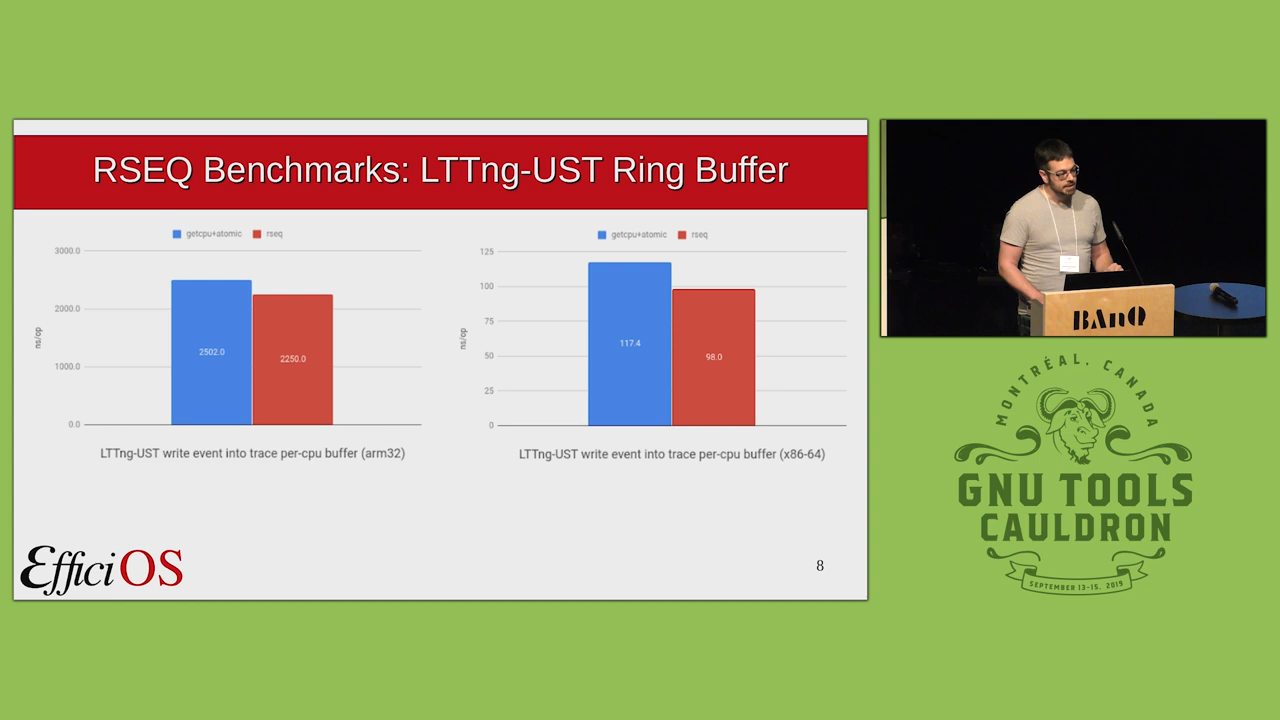 RSEQ Benchmarks: LTTng-UST Ring Buffer
getcpu+atomic rseq
3000.0
2000.0
1000.0
0.0
ns/op
2502.0
2250.0
LTTng-UST write event into trace per-cpu buffer (arm32)
getcpu+atomic rseq
125
100
75
50
25
0
ns/op
117.4
98.0
LTTng-UST write event into trace per-cpu buffer (x86-64)
EfficiOS
8
BAnQ
MONTRÉAL, CANADA
GNU TOOLS
CAULDRON
SEPTEMBER 13-15, 2019